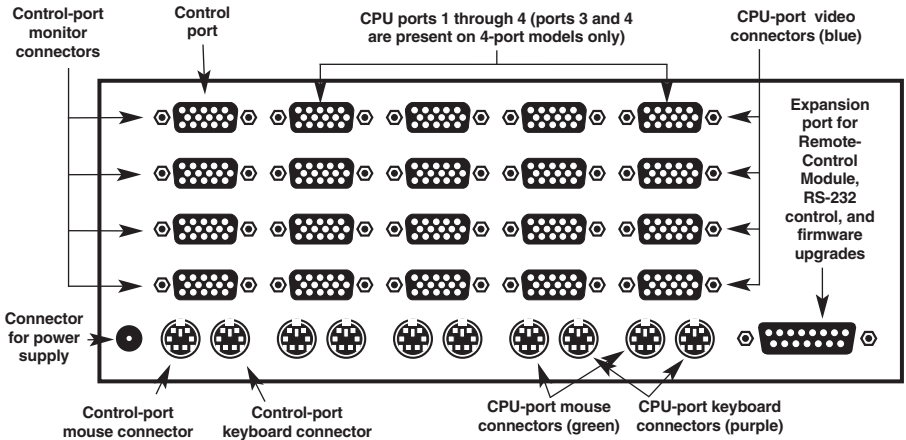 Control-port
monitor
connectors
Control
port
CPU ports 1 through 4 (ports 3 and 4
are present on 4-port models only)
CPU-port video
connectors (blue)
Expansion
port for
Remote-
Control
Module,
RS-232
control, and
firmware
upgrades
Connector
for power
supply
Control-port
mouse connector
Control-port
keyboard connector
CPU-port mouse
connectors (green)
CPU-port keyboard
connectors (purple)